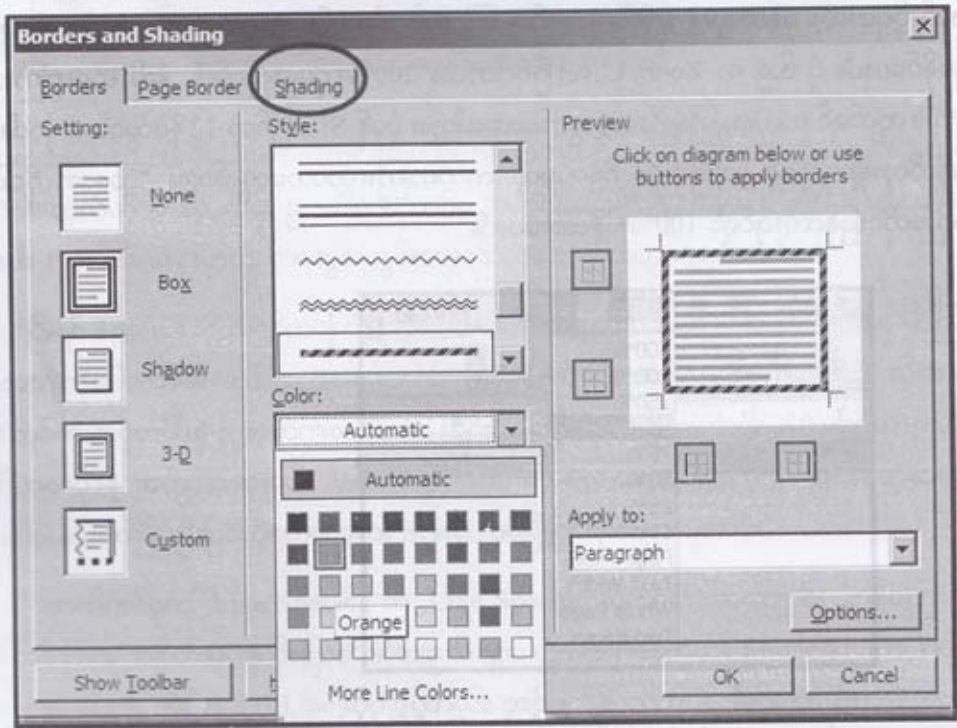 Borders and Shading
Borders
Page Border
Shading
Setting:
None
Box
Shadow
3-D
Custom
Style:
Color:
Automatic
Automatic
Orange
More Line Colors...
Preview
Click on diagram below or use
buttons to apply borders
Apply to:
Paragraph
Options...
Show Toolbar
OK
Cancel